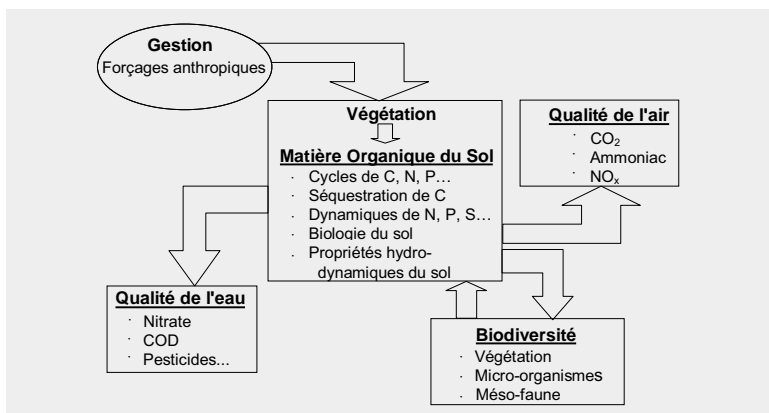 Gestion
Forçages anthropiques
Végétation
Matière Organique du Sol
· Cycles de C, N, P…
· Séquestration de C
· Dynamiques de N, P, S…
· Biologie du sol
· Propriétés hydro-
dynamiques du sol
Qualité de l'air
· CO₂
· Ammoniac
· NOₓ
Qualité de l'eau
· Nitrate
· COD
· Pesticides...
Biodiversité
· Végétation
· Micro-organismes
· Méso-faune